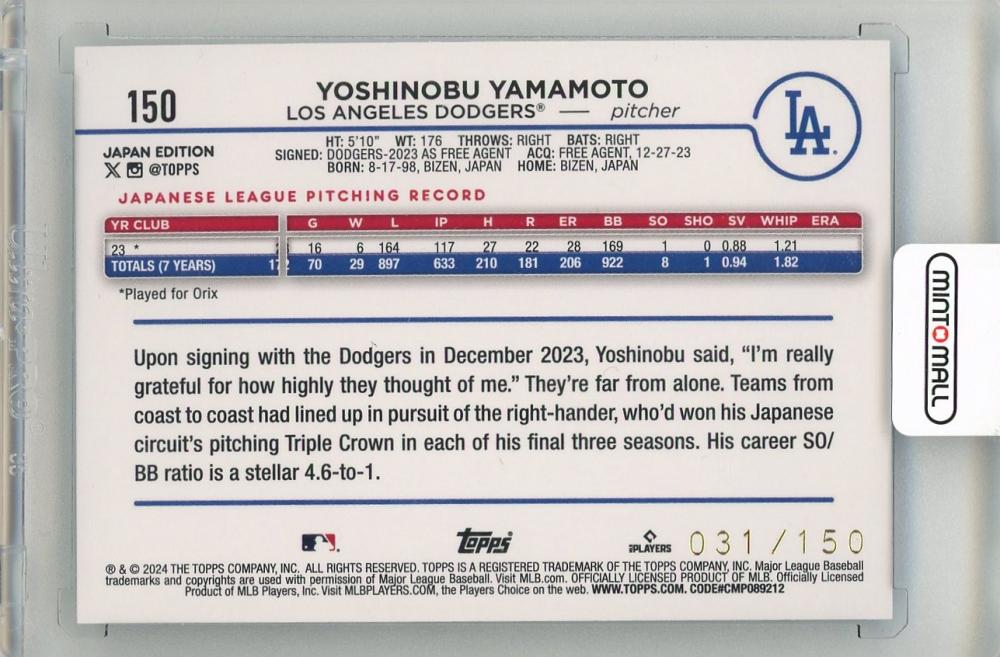 150
YOSHINOBU YAMAMOTO
LOS ANGELES DODGERS® — pitcher
LA
JAPAN EDITION
X @TOPPS
HT: 5'10" WT: 176 THROWS: RIGHT BATS: RIGHT
SIGNED: DODGERS-2023 AS FREE AGENT ACQ: FREE AGENT, 12-27-23
BORN: 8-17-98, BIZEN, JAPAN HOME: BIZEN, JAPAN
JAPANESE LEAGUE PITCHING RECORD
YR CLUB G W L IP H R ER BB SO SHO SV WHIP ERA
23 * 16 6 164 117 27 22 28 169 1 0 0.88 1.21
TOTALS (7 YEARS) 17 70 29 897 633 210 181 206 922 8 1 0.94 1.82
*Played for Orix
Upon signing with the Dodgers in December 2023, Yoshinobu said, “I’m really
grateful for how highly they thought of me.” They’re far from alone. Teams from
coast to coast had lined up in pursuit of the right-hander, who’d won his Japanese
circuit’s pitching Triple Crown in each of his final three seasons. His career SO/
BB ratio is a stellar 4.6-to-1.
Topps
PLAYERS
031/150
® & © 2024 THE TOPPS COMPANY, INC. ALL RIGHTS RESERVED. TOPPS IS A REGISTERED TRADEMARK OF THE TOPPS COMPANY, INC. Major League Baseball
trademarks and copyrights are used with permission of Major League Baseball. Visit MLB.com. OFFICIALLY LICENSED PRODUCT OF MLB. Officially Licensed
Product of MLB Players, Inc. Visit MLBPLAYERS.COM, the Players Choice on the web. WWW.TOPPS.COM. CODE#CMP089212
MINTOMALL